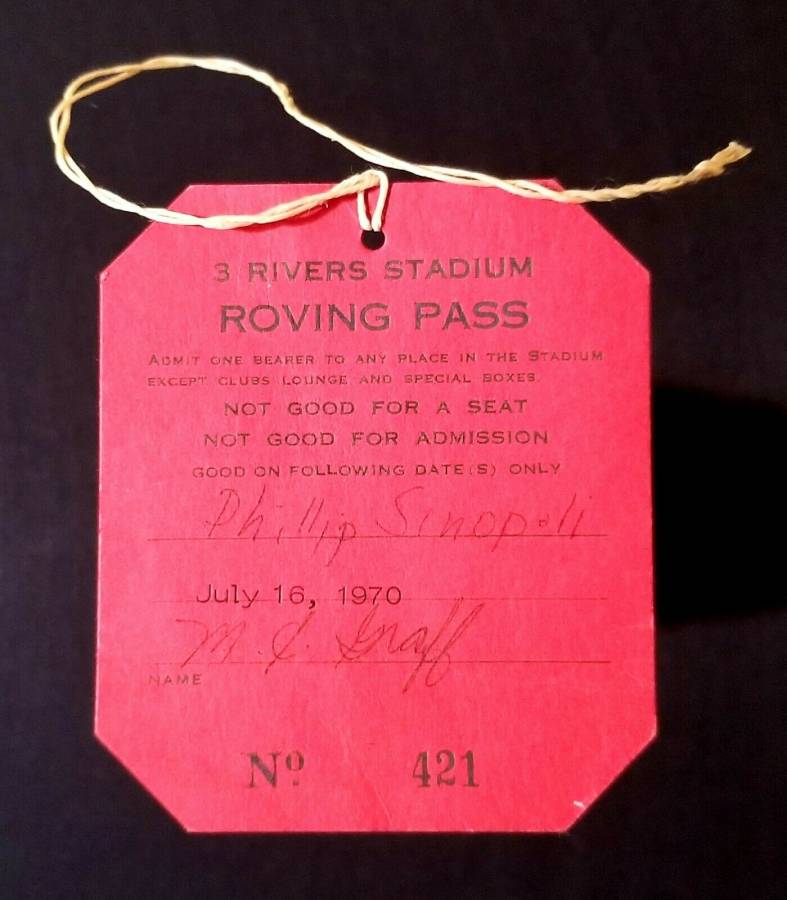 3 RIVERS STADIUM
ROVING PASS
ADMIT ONE BEARER TO ANY PLACE IN THE STADIUM
EXCEPT CLUBS LOUNGE AND SPECIAL BOXES.
NOT GOOD FOR A SEAT
NOT GOOD FOR ADMISSION
GOOD ON FOLLOWING DATE(S) ONLY
Phillip Sinopoli
July 16, 1970
M. C. Graff
NAME
Nº 421